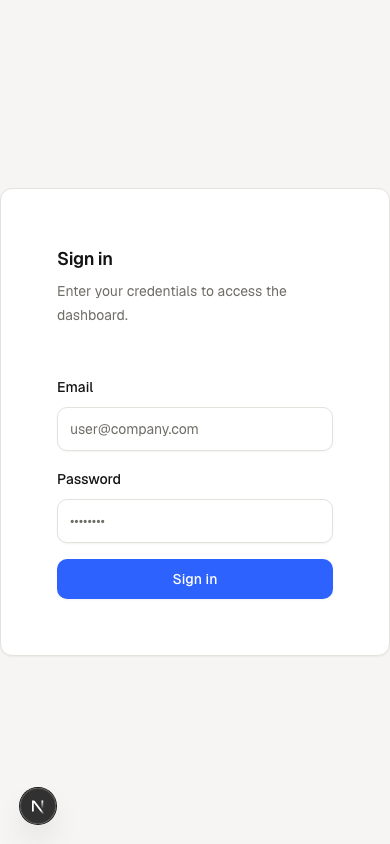 Sign in
Enter your credentials to access the
dashboard.
Email
user@company.com
Password
••••••••
Sign in
N